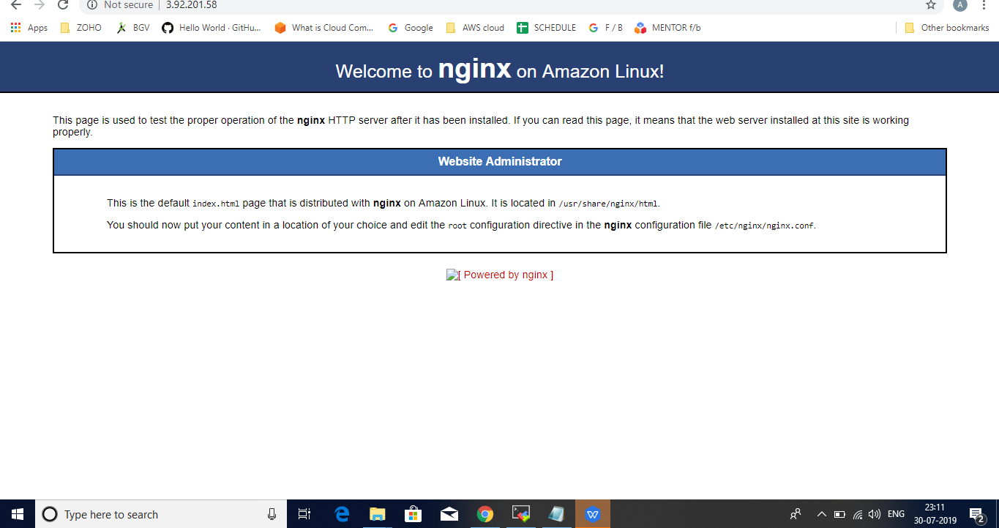 Not secure 3.92.201.58 A
Apps ZOHO BGV Hello World · GitHu... What is Cloud Com... Google AWS cloud SCHEDULE F / B MENTOR f/b Other bookmarks
Welcome to nginx on Amazon Linux!
This page is used to test the proper operation of the nginx HTTP server after it has been installed. If you can read this page, it means that the web server installed at this site is working
properly.
Website Administrator
This is the default index.html page that is distributed with nginx on Amazon Linux. It is located in /usr/share/nginx/html.
You should now put your content in a location of your choice and edit the root configuration directive in the nginx configuration file /etc/nginx/nginx.conf.
[ Powered by nginx ]
Type here to search ENG 23:11
30-07-2019 2